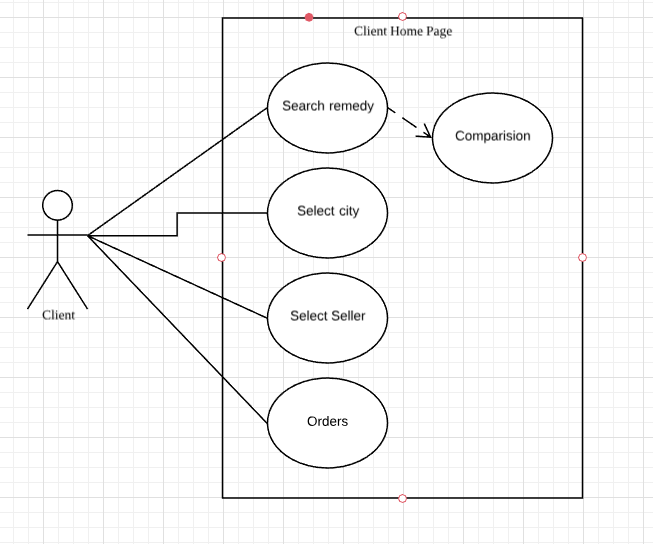 Client Home Page
Search remedy
Comparision
Select city
Select Seller
Client
Orders